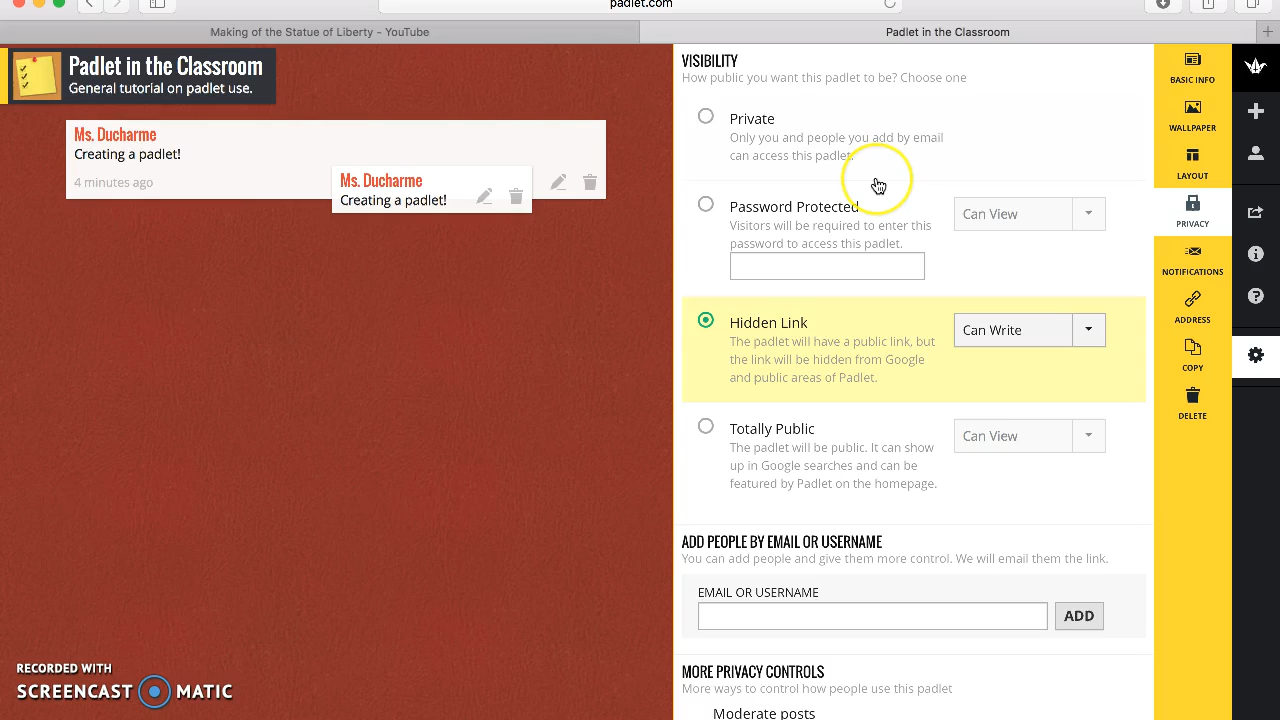 padlet.com
Making of the Statue of Liberty - YouTube
Padlet in the Classroom
Padlet in the Classroom
General tutorial on padlet use.
Ms. Ducharme
Creating a padlet!
4 minutes ago
Ms. Ducharme
Creating a padlet!
VISIBILITY
How public you want this padlet to be? Choose one
Private
Only you and people you add by email
can access this padlet.
Password Protected
Can View
Visitors will be required to enter this
password to access this padlet.
Hidden Link
Can Write
The padlet will have a public link, but
the link will be hidden from Google
and public areas of Padlet.
Totally Public
Can View
The padlet will be public. It can show
up in Google searches and can be
featured by Padlet on the homepage.
ADD PEOPLE BY EMAIL OR USERNAME
You can add people and give them more control. We will email them the link.
EMAIL OR USERNAME
ADD
MORE PRIVACY CONTROLS
More ways to control how people use this padlet
Moderate posts
BASIC INFO
WALLPAPER
LAYOUT
PRIVACY
NOTIFICATIONS
ADDRESS
COPY
DELETE
RECORDED WITH
SCREENCAST MATIC